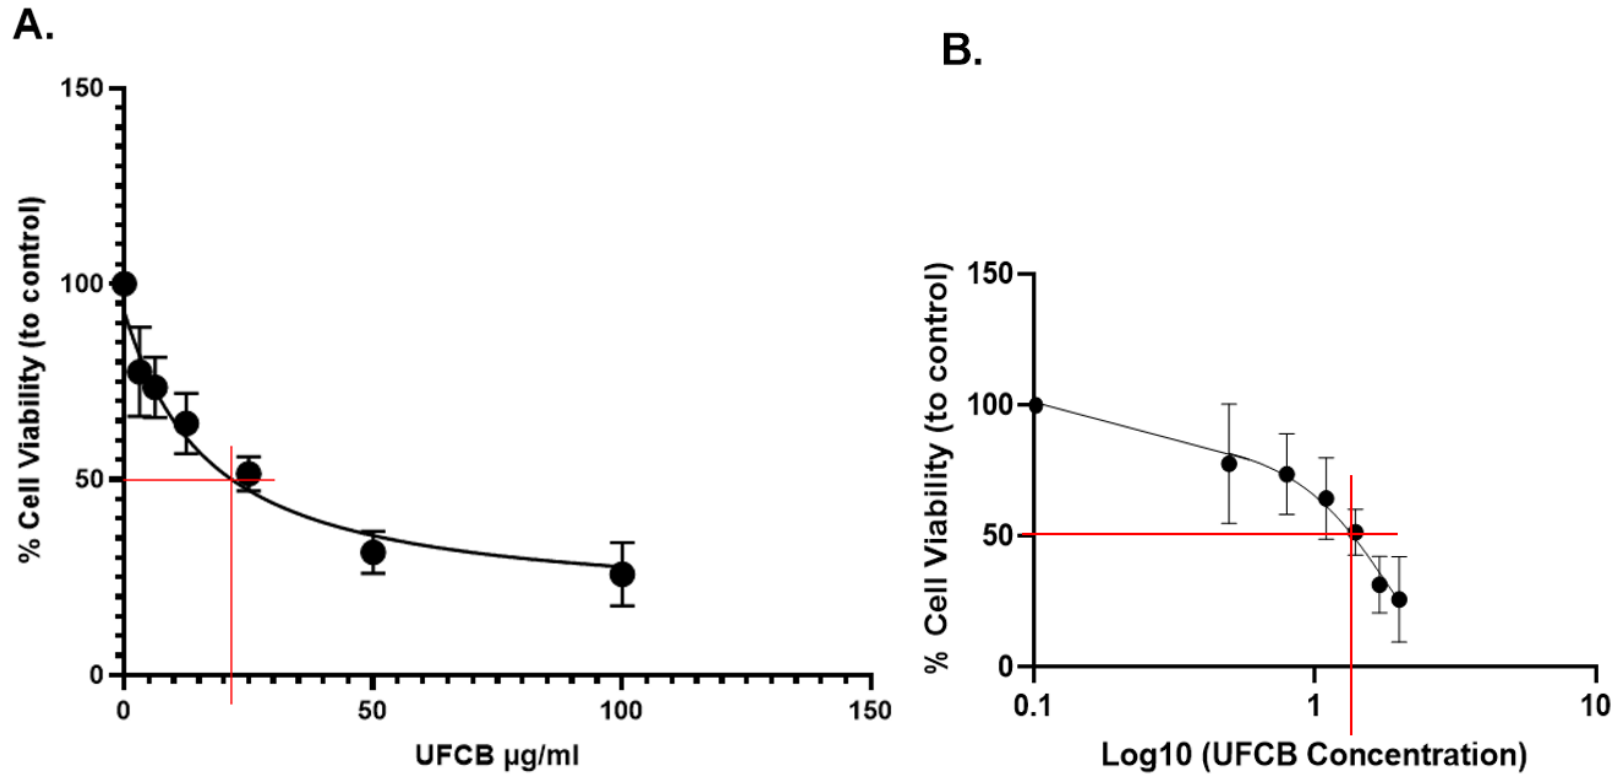 A.
150
100
50
0
% Cell Viability (to control)
0 50 100 150
UFCB µg/ml
B.
150
100
50
0
% Cell Viability (to control)
0.1 1 10
Log10 (UFCB Concentration)